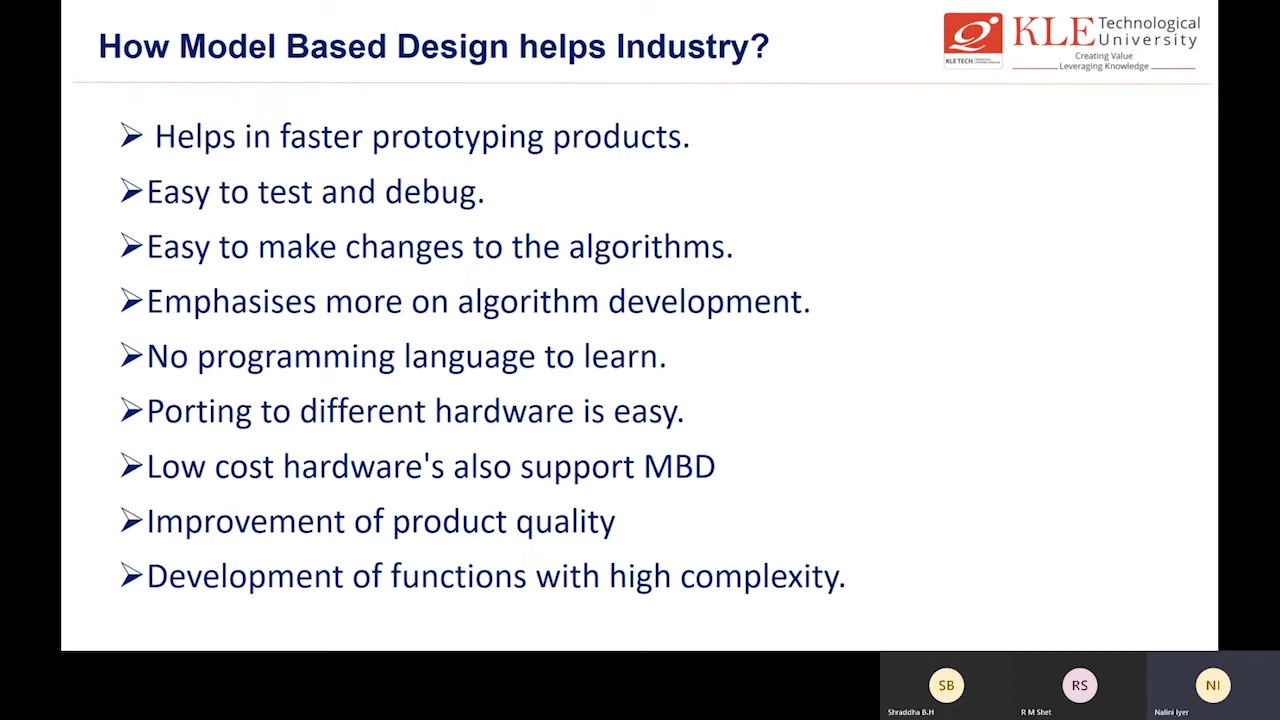 How Model Based Design helps Industry?
KLE TECH.
KLE Technological University
Creating Value
Leveraging Knowledge
➢ Helps in faster prototyping products.
➢Easy to test and debug.
➢Easy to make changes to the algorithms.
➢Emphasises more on algorithm development.
➢No programming language to learn.
➢Porting to different hardware is easy.
➢Low cost hardware's also support MBD
➢Improvement of product quality
➢Development of functions with high complexity.
SB
RS
NI
Shraddha B.H
R M Shet
Nalini Iyer